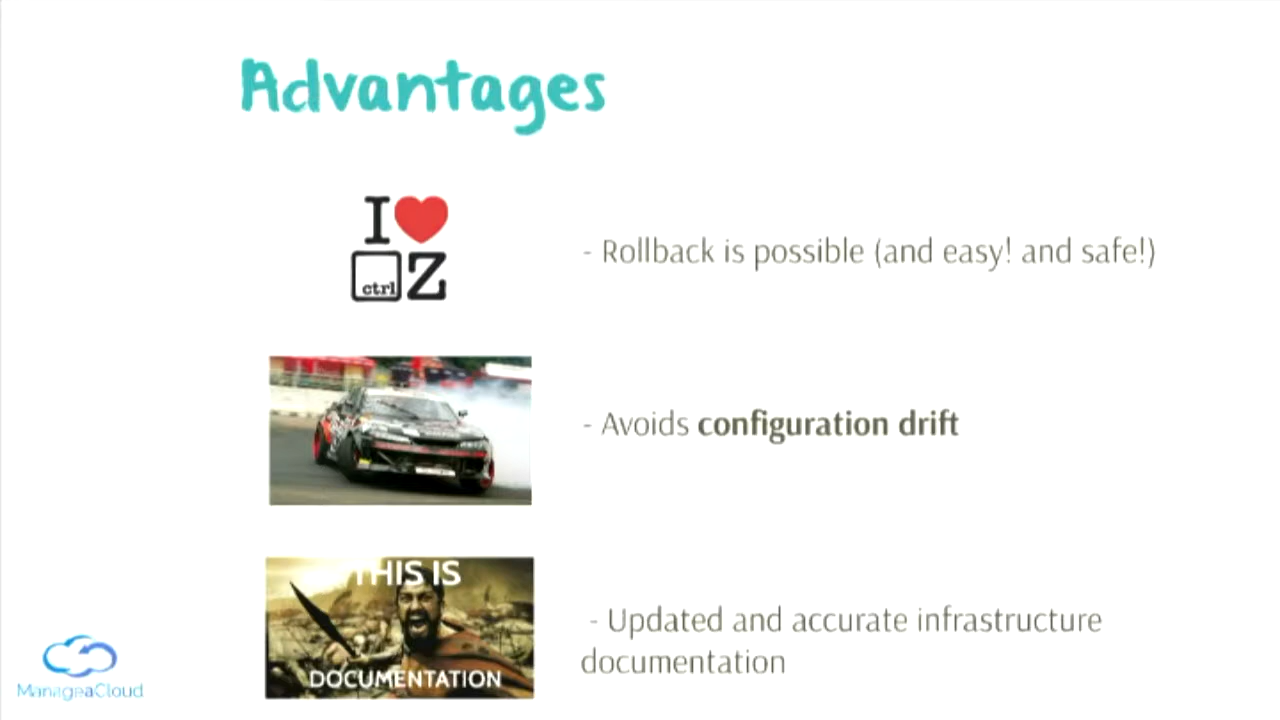 Advantages
I
ctrl Z
- Rollback is possible (and easy! and safe!)
- Avoids configuration drift
THIS IS
DOCUMENTATION
- Updated and accurate infrastructure
documentation
ManageaCloud